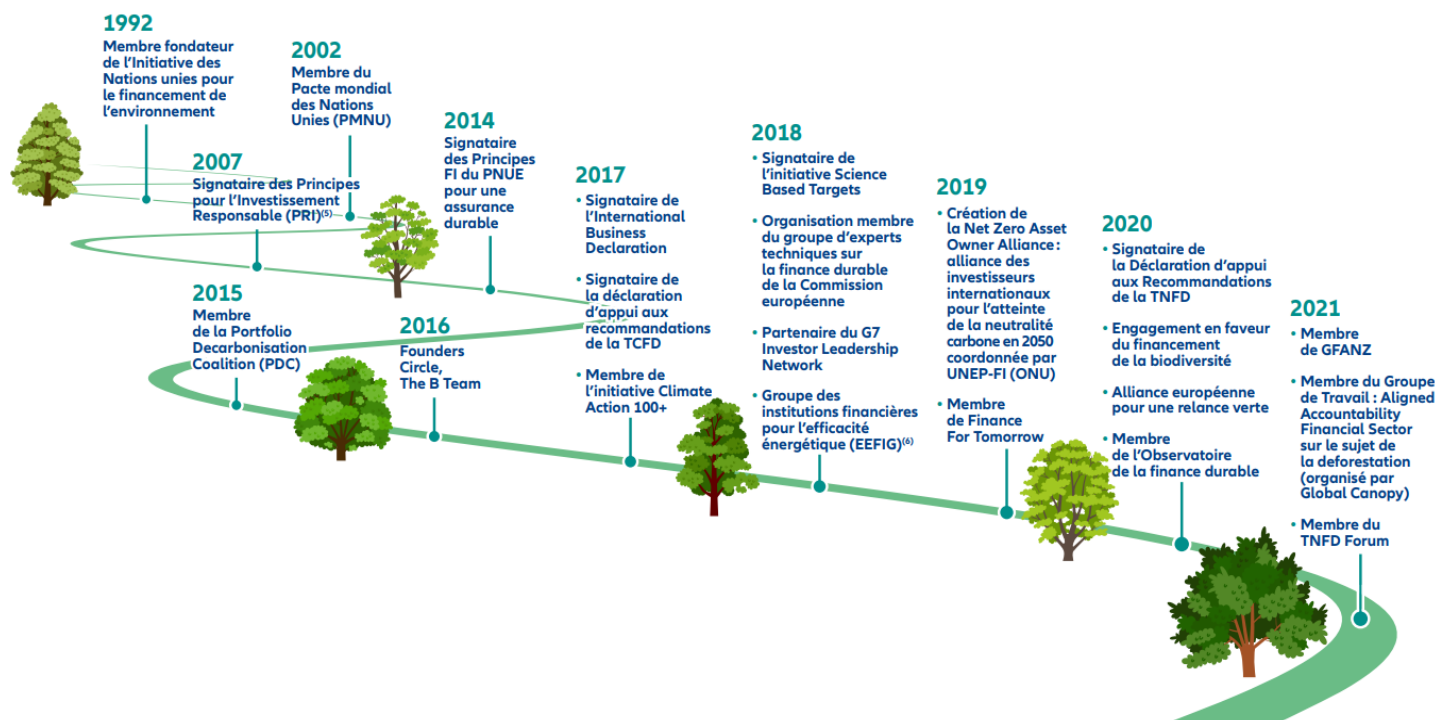 1992
Membre fondateur
de l'Initiative des
Nations unies pour
le financement de
l'environnement
2002
Membre du
Pacte mondial
des Nations
Unies (PMNU)
2007
Signataire des Principes
pour l'Investissement
Responsable (PRI)(5)
2014
Signataire
des Principes
FI du PNUE
pour une
assurance
durable
2015
Membre
de la Portfolio
Decarbonisation
Coalition (PDC)
2016
Founders
Circle,
The B Team
2017
• Signataire de
l'International
Business
Declaration
• Signataire de
la déclaration
d'appui aux
recommandations
de la TCFD
• Membre de
l'initiative Climate
Action 100+
2018
• Signataire de
l'initiative Science
Based Targets
• Organisation membre
du groupe d'experts
techniques sur
la finance durable
de la Commission
européenne
• Partenaire du G7
Investor Leadership
Network
• Groupe des
institutions financières
pour l'efficacité
énergétique (EEFIG)(6)
2019
• Création de
la Net Zero Asset
Owner Alliance :
alliance des
investisseurs
internationaux
pour l'atteinte
de la neutralité
carbone en 2050
coordonnée par
UNEP-FI (ONU)
• Membre
de Finance
For Tomorrow
2020
• Signataire de
la Déclaration d'appui
aux Recommandations
de la TNFD
• Engagement en faveur
du financement
de la biodiversité
• Alliance européenne
pour une relance verte
• Membre
de l'Observatoire
de la finance durable
2021
• Membre
de GFANZ
• Membre du Groupe
de Travail : Aligned
Accountability
Financial Sector
sur le sujet de
la deforestation
(organisé par
Global Canopy)
• Membre du
TNFD Forum